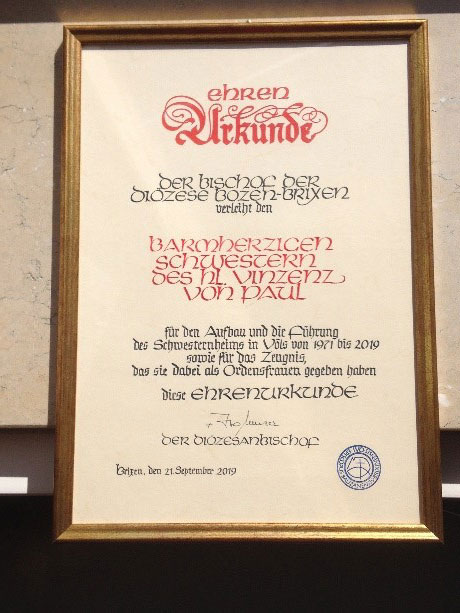 Ehren
Urkunde
DER BISCHOF DER
DIÖZESE BOZEN-BRIXEN
verleiht den
BARMHERZIGEN
SCHWESTERN
DES HL. VINZENZ
VON PAUL
für den Aufbau und die Führung
des Schwesternheims in Völs von 1971 bis 2019
sowie für das Zeugnis,
das sie dabei als Ordensfrauen gegeben haben
diese EHRENURKUNDE
DER DIÖZESANBISCHOF
Brixen, den 21. September 2019